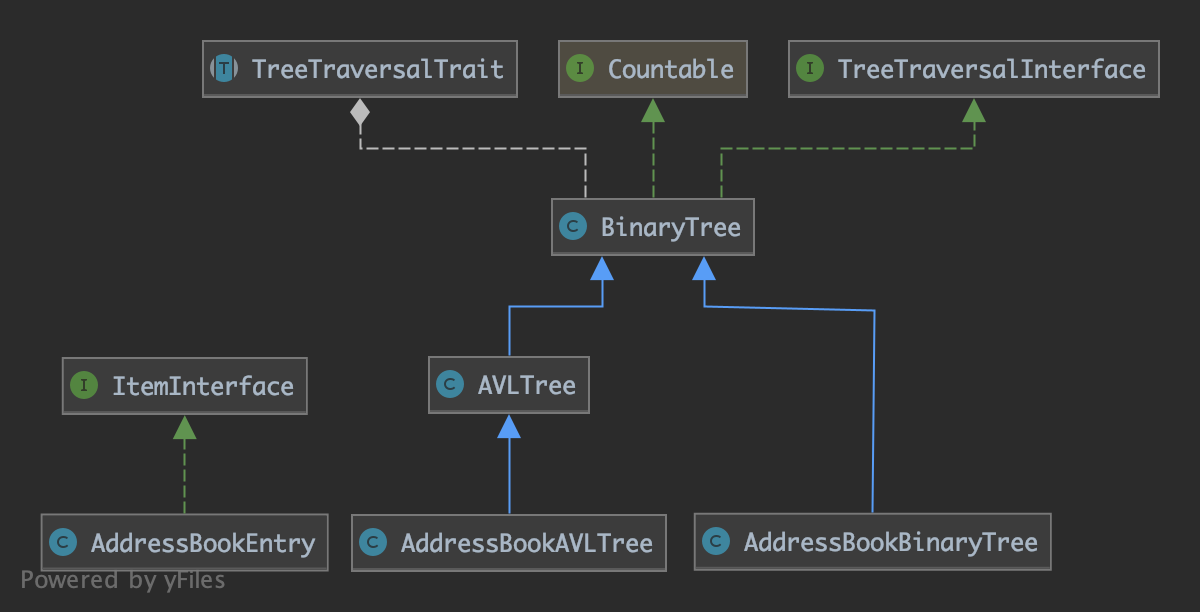 T TreeTraversalTrait
I Countable
I TreeTraversalInterface
C BinaryTree
I ItemInterface
C AVLTree
C AddressBookEntry
C AddressBookAVLTree
C AddressBookBinaryTree
Powered by yFiles